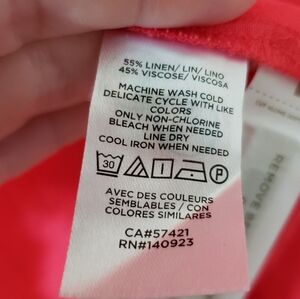 55% LINEN/ LIN/ LINO
45% VISCOSE/ VISCOSA
MACHINE WASH COLD
DELICATE CYCLE WITH LIKE
COLORS
ONLY NON-CHLORINE
BLEACH WHEN NEEDED
LINE DRY
COOL IRON WHEN NEEDED
30 P
AVEC DES COULEURS
SEMBLABLES / CON
COLORES SIMILARES
CA#57421
RN#140923
REMOVE